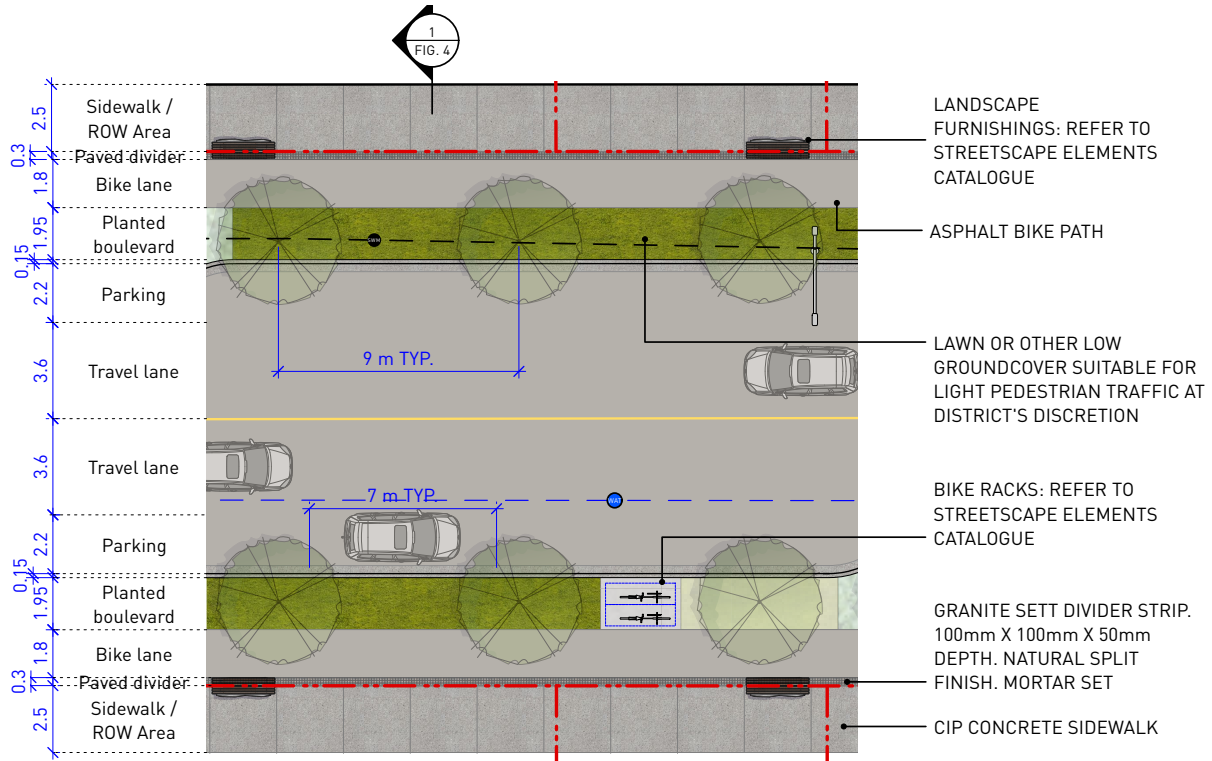 1
FIG. 4
2.5
Sidewalk /
ROW Area
0.3
Paved divider
1.8
Bike lane
1.95
Planted
boulevard
0.15
2.2
Parking
3.6
Travel lane
3.6
Travel lane
2.2
Parking
0.15
1.95
Planted
boulevard
1.8
Bike lane
0.3
Paved divider
2.5
Sidewalk /
ROW Area
SWM
9 m TYP.
7 m TYP.
WAT
LANDSCAPE
FURNISHINGS: REFER TO
STREETSCAPE ELEMENTS
CATALOGUE
ASPHALT BIKE PATH
LAWN OR OTHER LOW
GROUNDCOVER SUITABLE FOR
LIGHT PEDESTRIAN TRAFFIC AT
DISTRICT'S DISCRETION
BIKE RACKS: REFER TO
STREETSCAPE ELEMENTS
CATALOGUE
GRANITE SETT DIVIDER STRIP.
100mm X 100mm X 50mm
DEPTH. NATURAL SPLIT
FINISH. MORTAR SET
CIP CONCRETE SIDEWALK